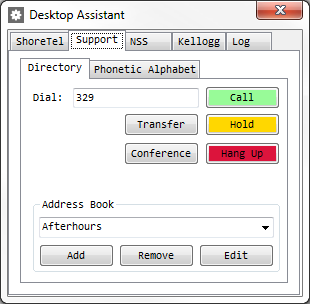 Desktop Assistant
ShoreTel Support NSS Kellogg Log
Directory Phonetic Alphabet
Dial: 329 Call
Transfer Hold
Conference Hang Up
Address Book
Afterhours
Add Remove Edit